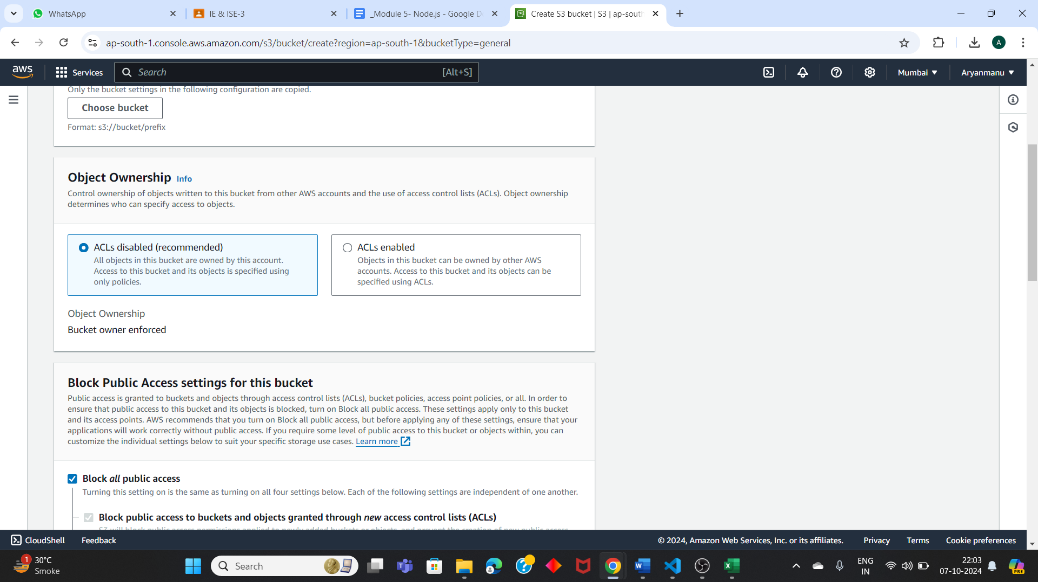 WhatsApp
IE & ISE-3
_Module 5- Node.js - Google D
Create S3 bucket | S3 | ap-sout
ap-south-1.console.aws.amazon.com/s3/bucket/create?region=ap-south-1&bucketType=general
A
aws
Services
Search
[Alt+S]
Mumbai ▼
Aryanmanu ▼
Only the bucket settings in the following configuration are copied.
Choose bucket
Format: s3://bucket/prefix
Object Ownership Info
Control ownership of objects written to this bucket from other AWS accounts and the use of access control lists (ACLs). Object ownership
determines who can specify access to objects.
ACLs disabled (recommended)
All objects in this bucket are owned by this account.
Access to this bucket and its objects is specified using
only policies.
ACLs enabled
Objects in this bucket can be owned by other AWS
accounts. Access to this bucket and its objects can be
specified using ACLs.
Object Ownership
Bucket owner enforced
Block Public Access settings for this bucket
Public access is granted to buckets and objects through access control lists (ACLs), bucket policies, access point policies, or all. In order to
ensure that public access to this bucket and its objects is blocked, turn on Block all public access. These settings apply only to this bucket
and its access points. AWS recommends that you turn on Block all public access, but before applying any of these settings, ensure that your
applications will work correctly without public access. If you require some level of public access to this bucket or objects within, you can
customize the individual settings below to suit your specific storage use cases. Learn more
Block all public access
Turning this setting on is the same as turning on all four settings below. Each of the following settings are independent of one another.
Block public access to buckets and objects granted through new access control lists (ACLs)
CloudShell
Feedback
© 2024, Amazon Web Services, Inc. or its affiliates.
Privacy
Terms
Cookie preferences
1
30°C
Smoke
Search
ENG
IN
22:03
07-10-2024